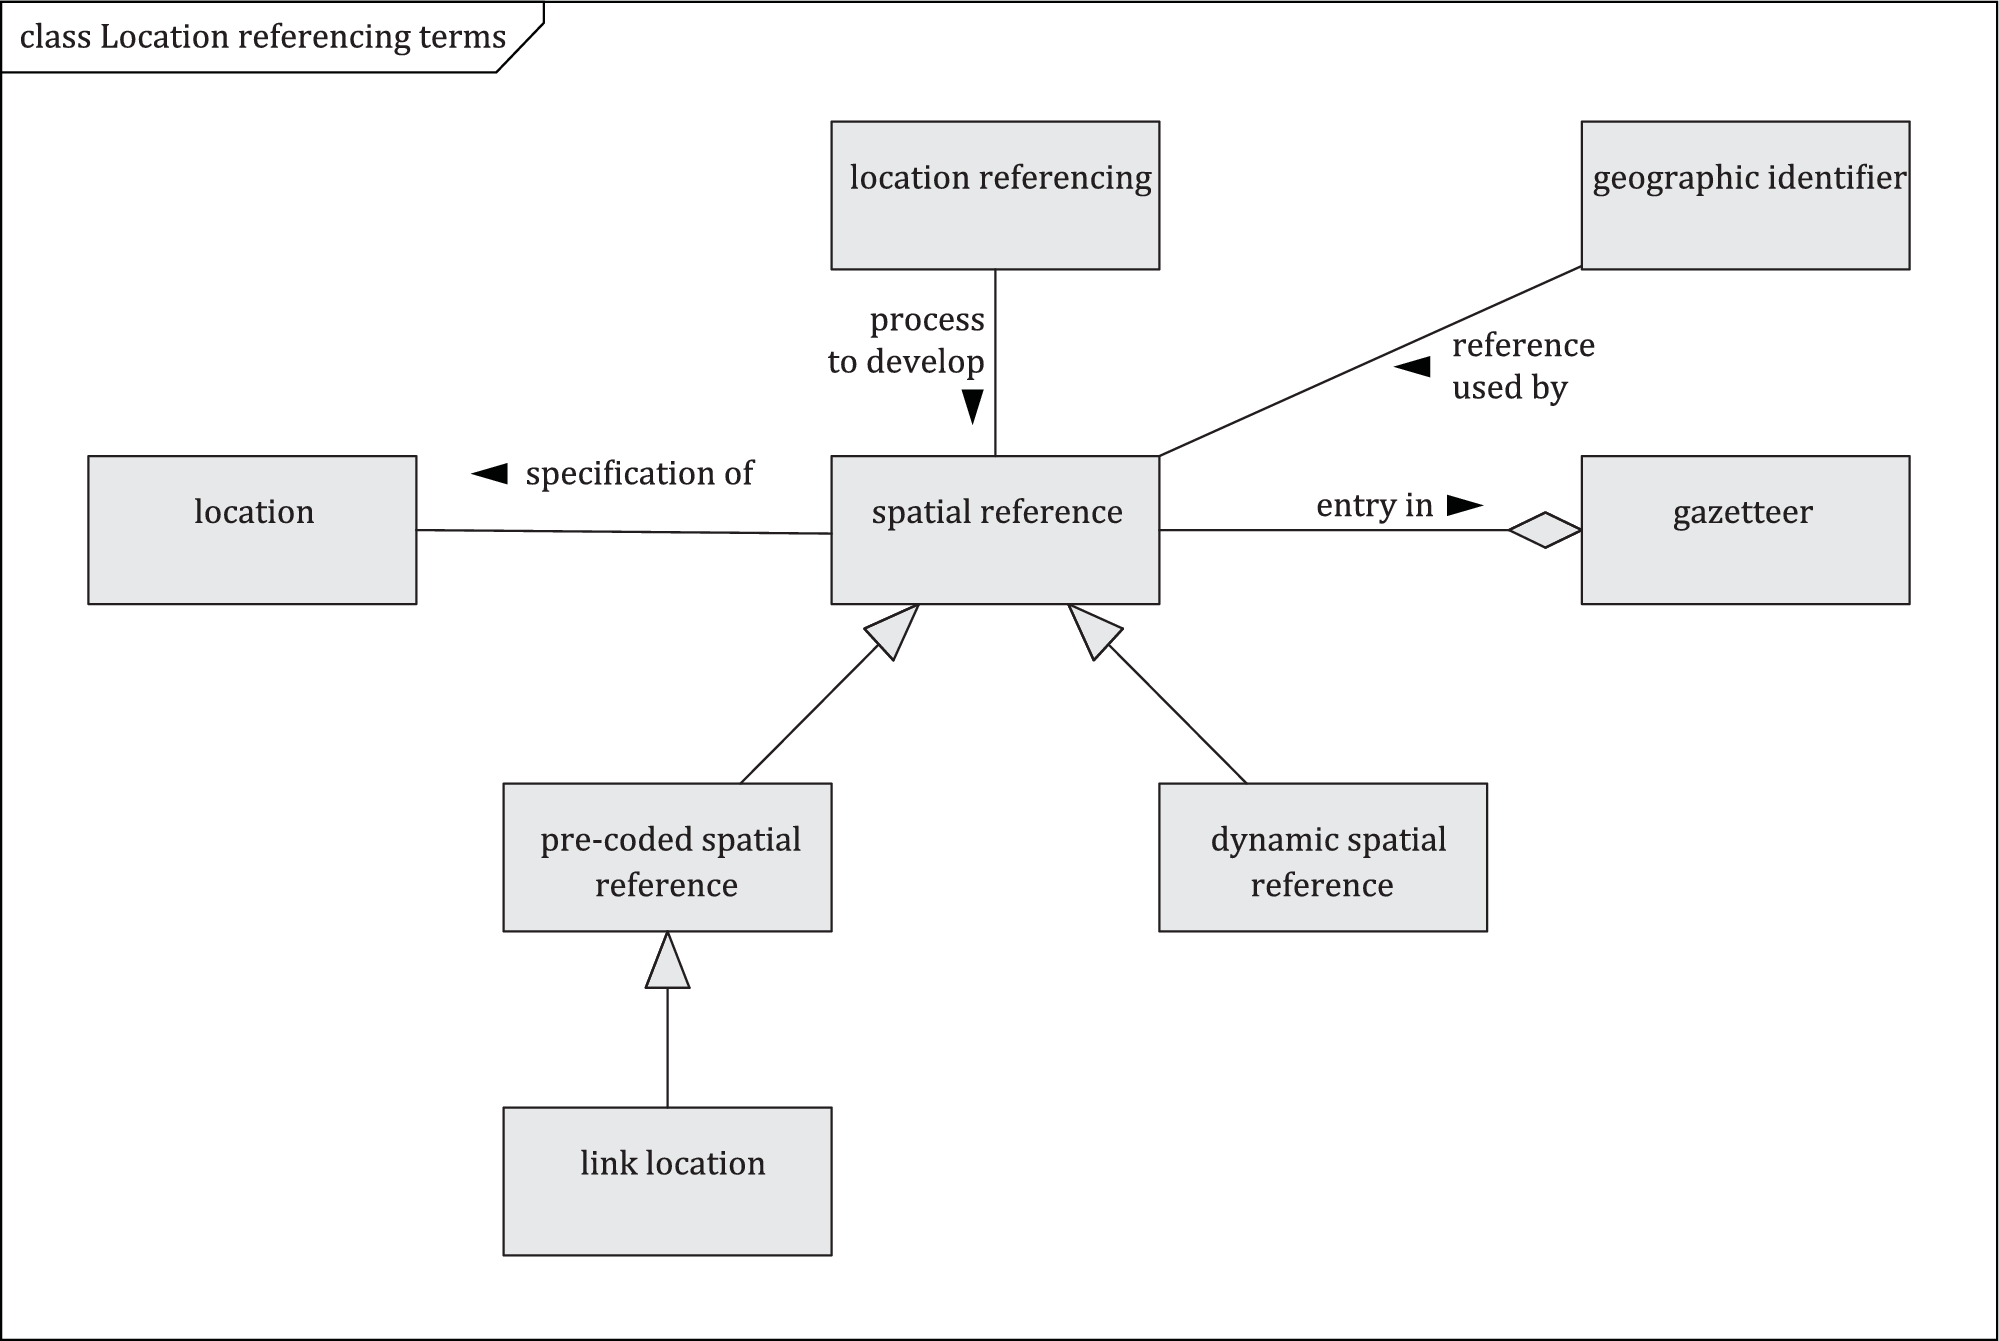 class Location referencing terms
location referencing
geographic identifier
process
to develop
reference
used by
location
specification of
spatial reference
entry in
gazetteer
pre-coded spatial
reference
dynamic spatial
reference
link location